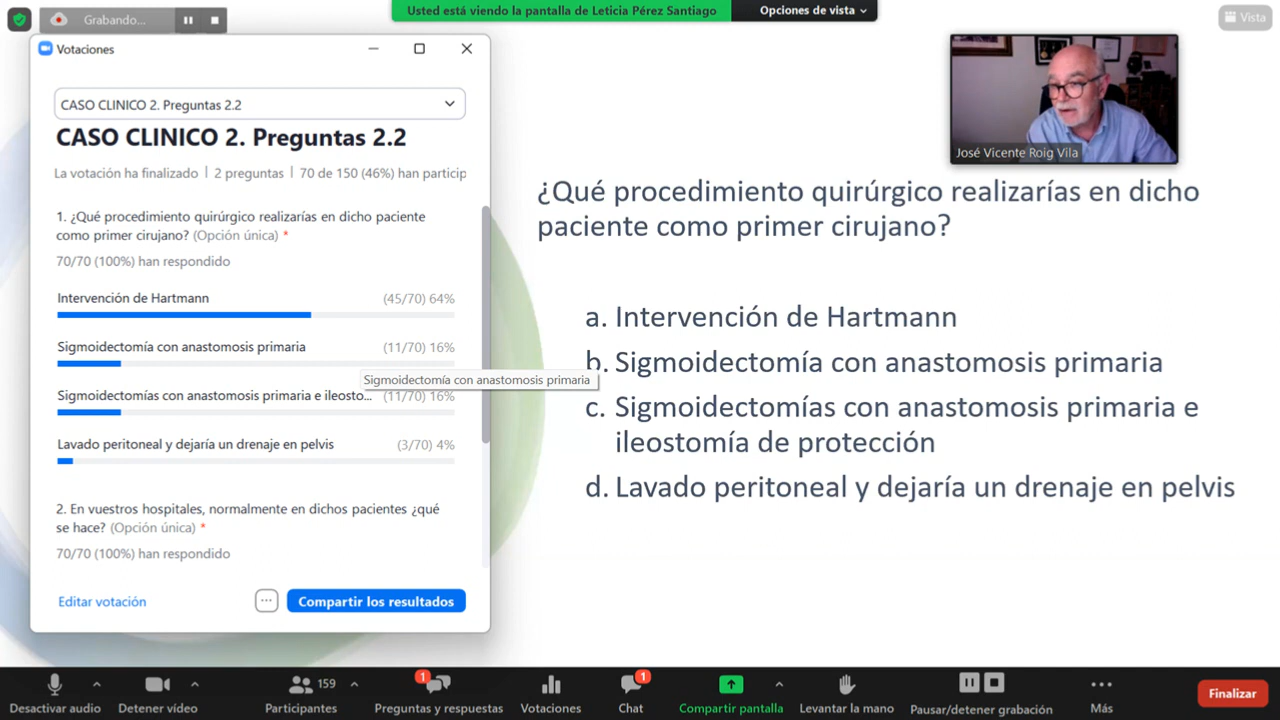 Grabando...
Usted está viendo la pantalla de Leticia Pérez Santiago
Opciones de vista
Vista
Votaciones
CASO CLINICO 2. Preguntas 2.2
CASO CLINICO 2. Preguntas 2.2
La votación ha finalizado | 2 preguntas | 70 de 150 (46%) han particip
1. ¿Qué procedimiento quirúrgico realizarías en dicho paciente
como primer cirujano? (Opción única) *
70/70 (100%) han respondido
Intervención de Hartmann (45/70) 64%
Sigmoidectomía con anastomosis primaria (11/70) 16%
Sigmoidectomía con anastomosis primaria
Sigmoidectomías con anastomosis primaria e ileosto... (11/70) 16%
Lavado peritoneal y dejaría un drenaje en pelvis (3/70) 4%
2. En vuestros hospitales, normalmente en dichos pacientes ¿qué
se hace? (Opción única) *
70/70 (100%) han respondido
Editar votación
...
Compartir los resultados
José Vicente Roig Vila
¿Qué procedimiento quirúrgico realizarías en dicho
paciente como primer cirujano?
a. Intervención de Hartmann
b. Sigmoidectomía con anastomosis primaria
c. Sigmoidectomías con anastomosis primaria e
ileostomía de protección
d. Lavado peritoneal y dejaría un drenaje en pelvis
Desactivar audio
Detener vídeo
159
Participantes
1
Preguntas y respuestas
Votaciones
1
Chat
Compartir pantalla
Levantar la mano
Pausar/detener grabación
Más
Finalizar